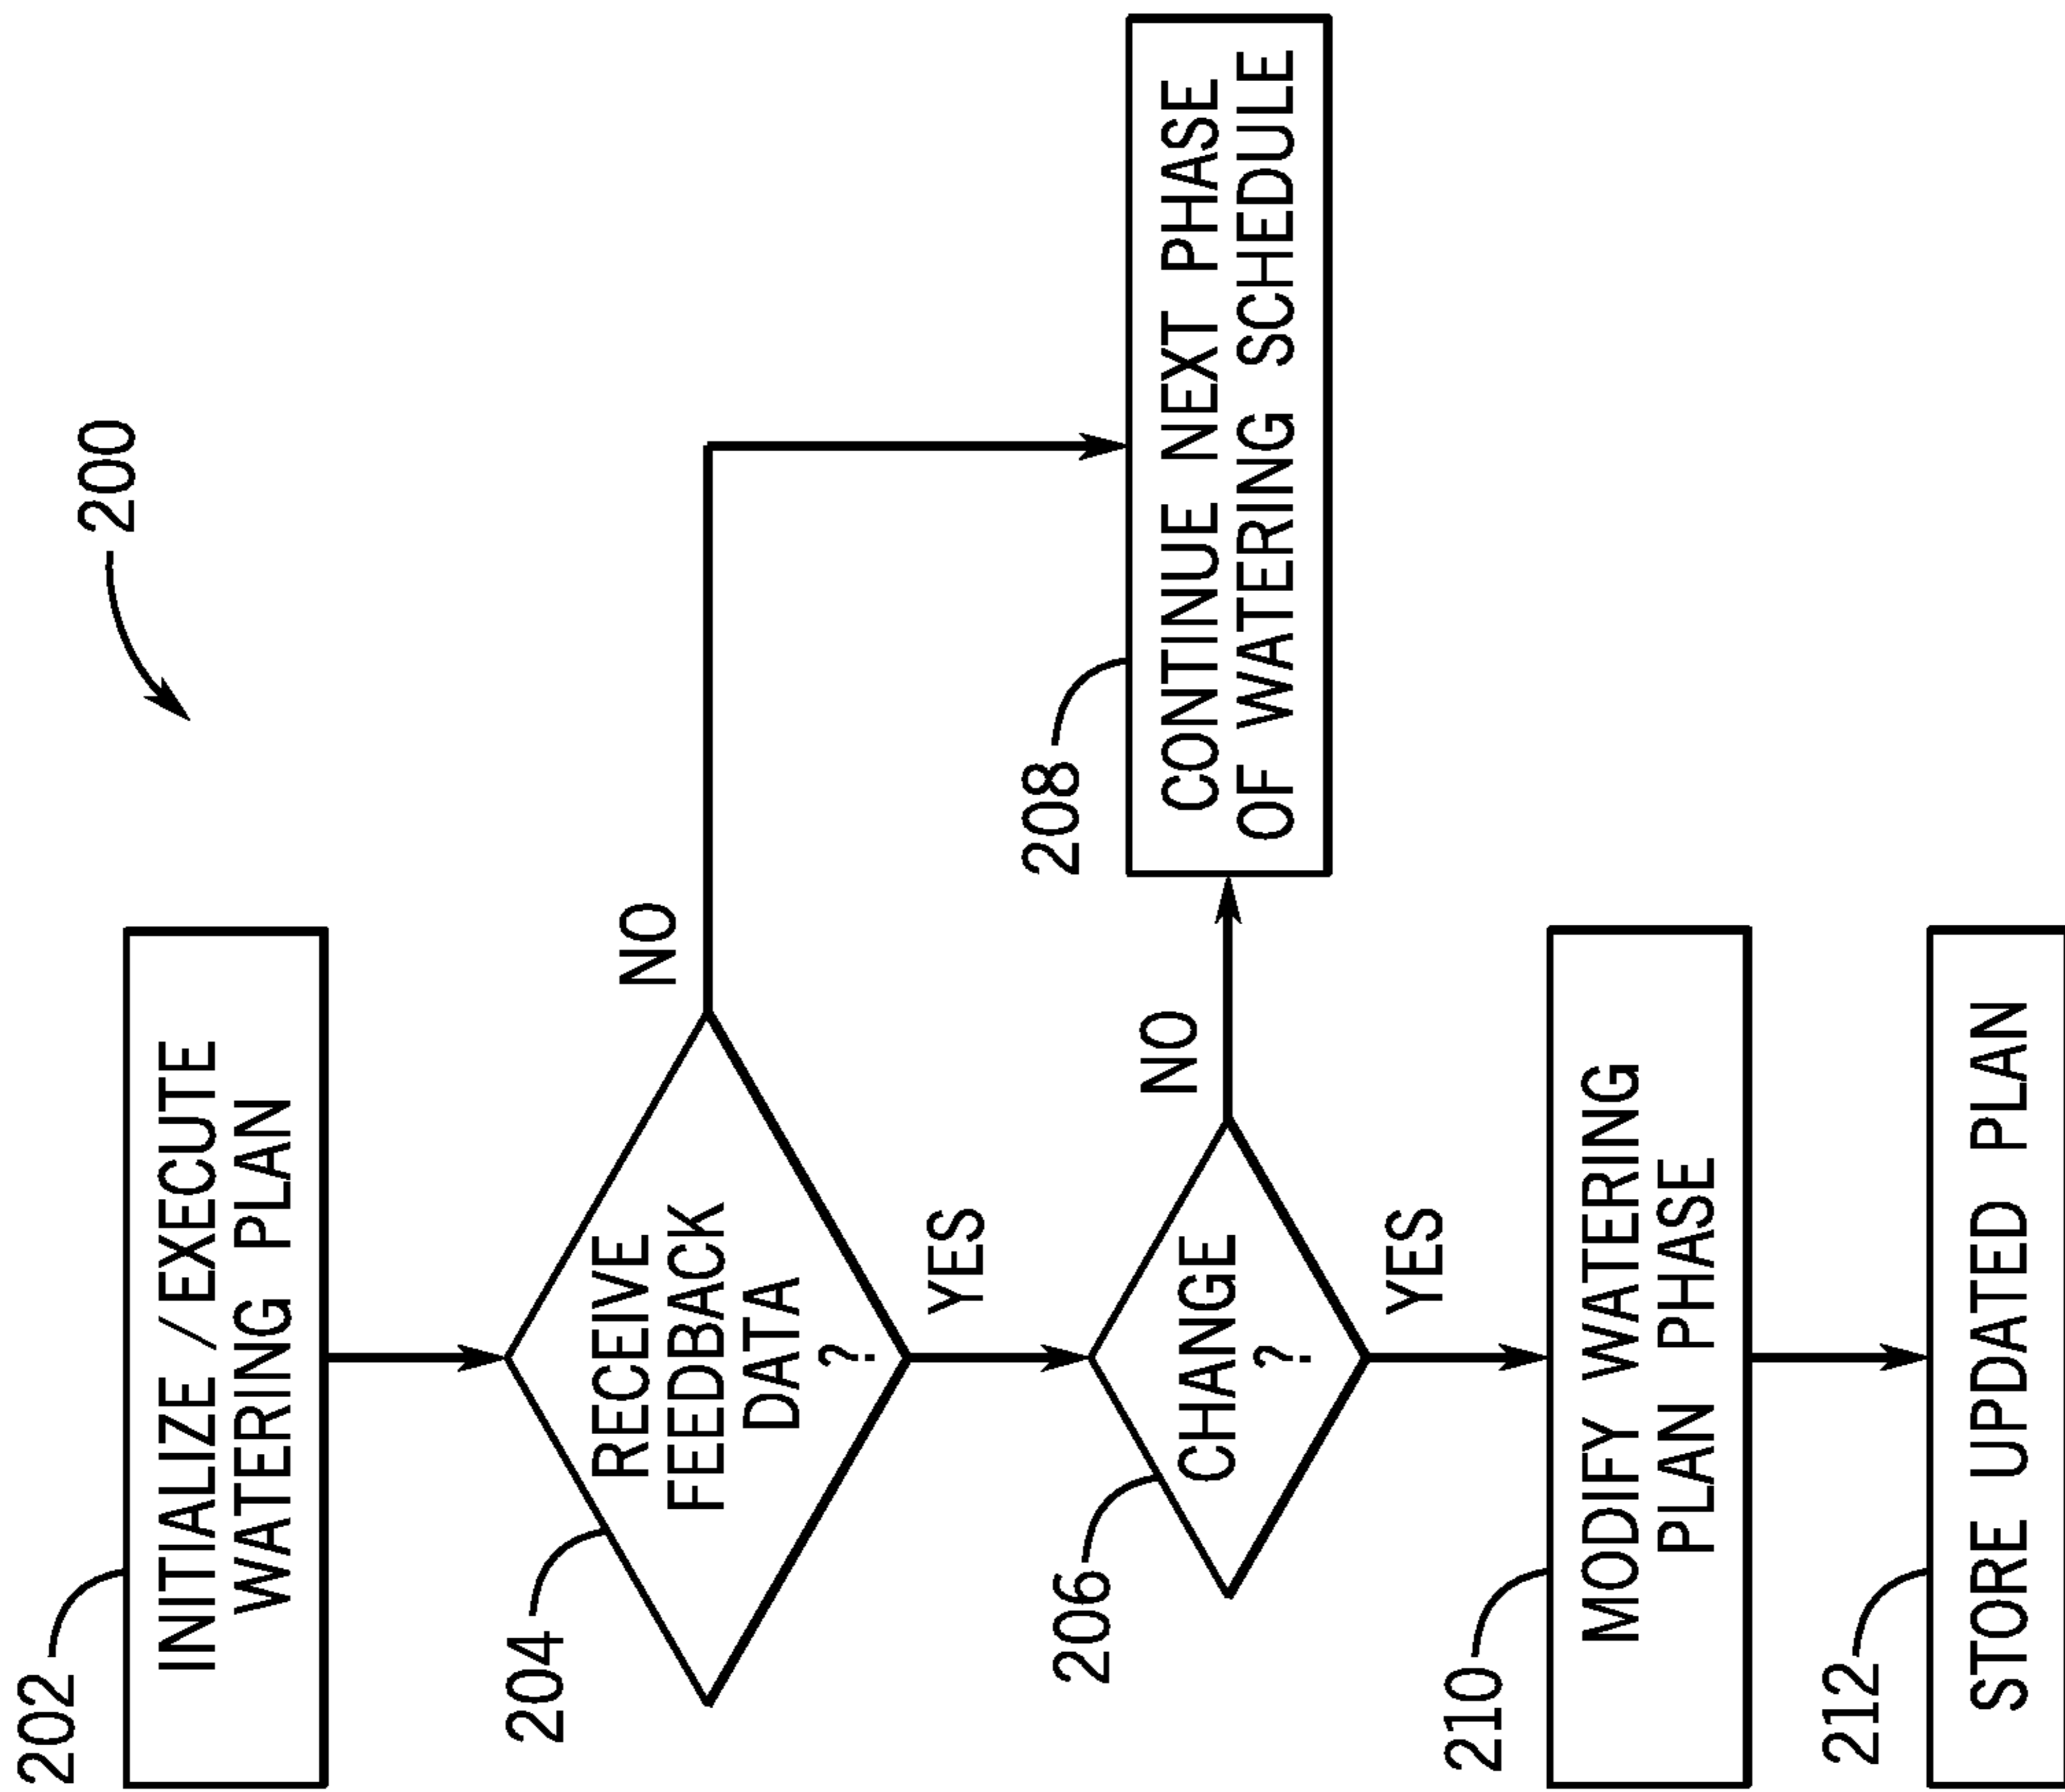 200
202
INITIALIZE / EXECUTE
WATERING PLAN
204
RECEIVE
FEEDBACK
DATA
?
NO
YES
206
CHANGE
?
NO
YES
208
CONTINUE NEXT PHASE
OF WATERING SCHEDULE
210
MODIFY WATERING
PLAN PHASE
212
STORE UPDATED PLAN